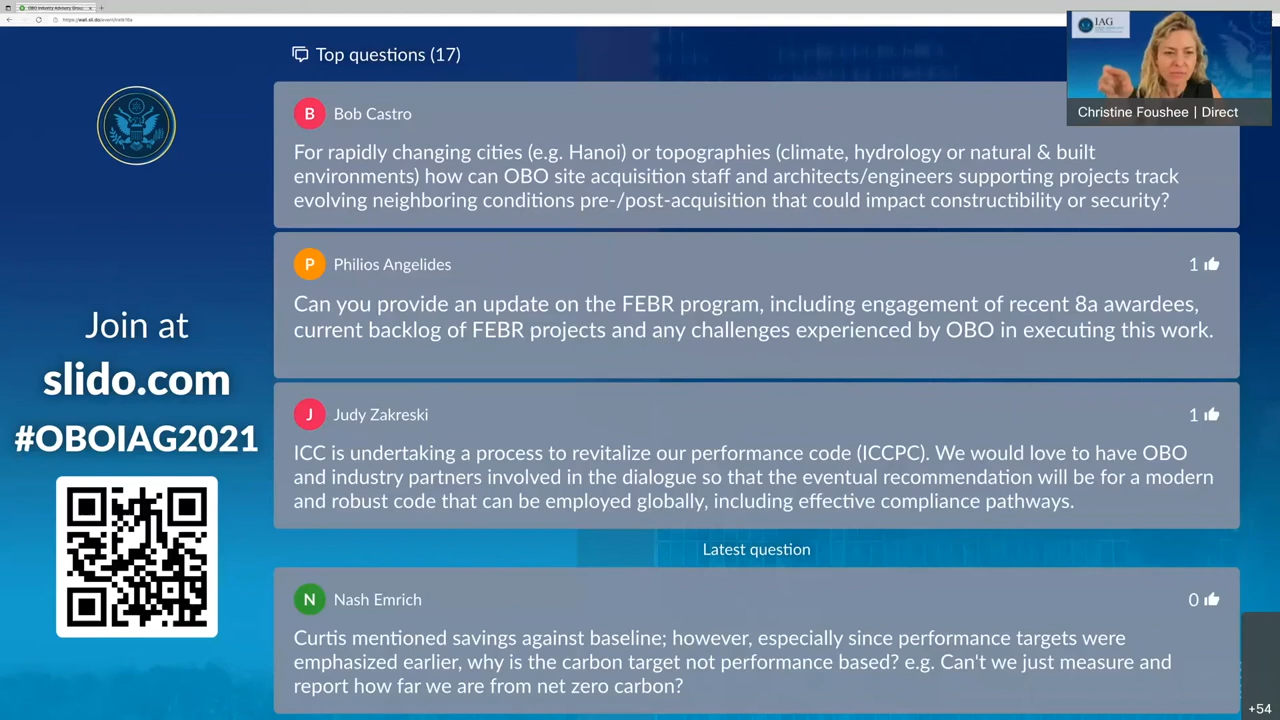 OBO Industry Advisory Group
Top questions (17)
IAG
Christine Foushee | Direct
B Bob Castro
For rapidly changing cities (e.g. Hanoi) or topographies (climate, hydrology or natural & built
environments) how can OBO site acquisition staff and architects/engineers supporting projects track
evolving neighboring conditions pre-/post-acquisition that could impact constructibility or security?
P Philios Angelides 1
Can you provide an update on the FEBR program, including engagement of recent 8a awardees,
current backlog of FEBR projects and any challenges experienced by OBO in executing this work.
Join at
slido.com
#OBOIAG2021
J Judy Zakreski 1
ICC is undertaking a process to revitalize our performance code (ICCPC). We would love to have OBO
and industry partners involved in the dialogue so that the eventual recommendation will be for a modern
and robust code that can be employed globally, including effective compliance pathways.
Latest question
N Nash Emrich 0
Curtis mentioned savings against baseline; however, especially since performance targets were
emphasized earlier, why is the carbon target not performance based? e.g. Can't we just measure and
report how far we are from net zero carbon?
+54